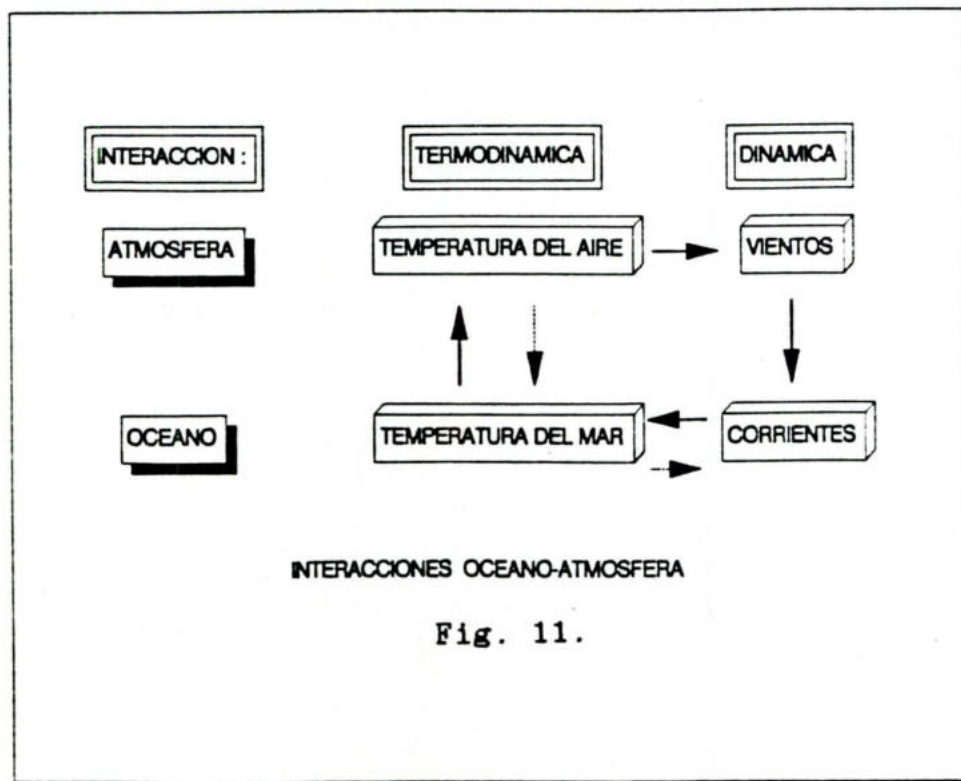 INTERACCION : TERMODINAMICA DINAMICA
ATMOSFERA TEMPERATURA DEL AIRE VIENTOS
OCEANO TEMPERATURA DEL MAR CORRIENTES
INTERACCIONES OCEANO-ATMOSFERA
Fig. 11.